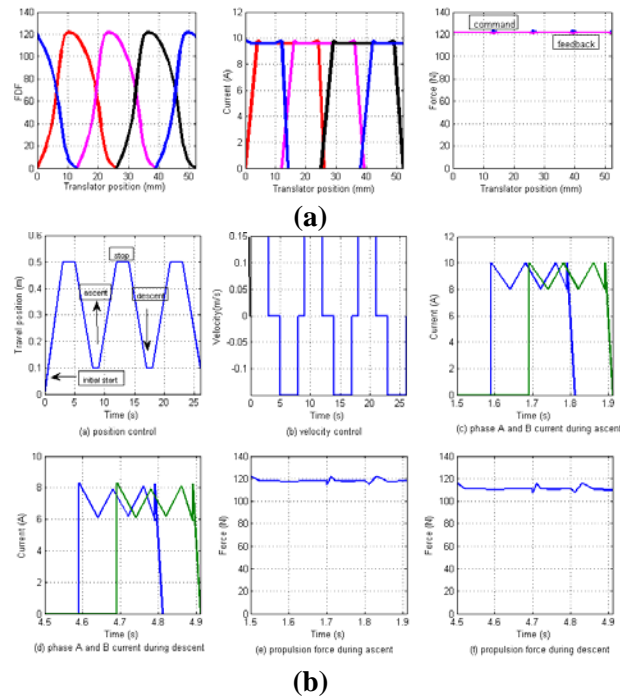 140
120
100
80
60
40
20
0
FDF
0 10 20 30 40 50
Translator position (mm)
12
10
8
6
4
2
0
Current (A)
0 10 20 30 40 50
Translator position (mm)
140
120
100
80
60
40
20
0
Force (N)
command
feedback
0 10 20 30 40 50
Translator position (mm)
(a)
0.6
0.5
0.4
0.3
0.2
0.1
0
Travel position (m)
stop
ascent
descent
initial start
0 5 10 15 20 25
Time (s)
(a) position control
0.15
0.1
0.05
0
-0.05
-0.1
Velocity(m/s)
0 5 10 15 20 25
Time (s)
(b) velocity control
12
10
8
6
4
2
0
Current (A)
1.5 1.6 1.7 1.8 1.9
Time (s)
(c) phase A and B current during ascent
10
8
6
4
2
0
Current (A)
4.5 4.6 4.7 4.8 4.9
Time (s)
(d) phase A and B current during descent
140
120
100
80
60
40
20
0
Force (N)
1.5 1.6 1.7 1.8 1.9
Time (s)
(e) propulsion force during ascent
140
120
100
80
60
40
20
0
Force (N)
4.5 4.6 4.7 4.8 4.9
Time (s)
(f) propulsion force during descent
(b)